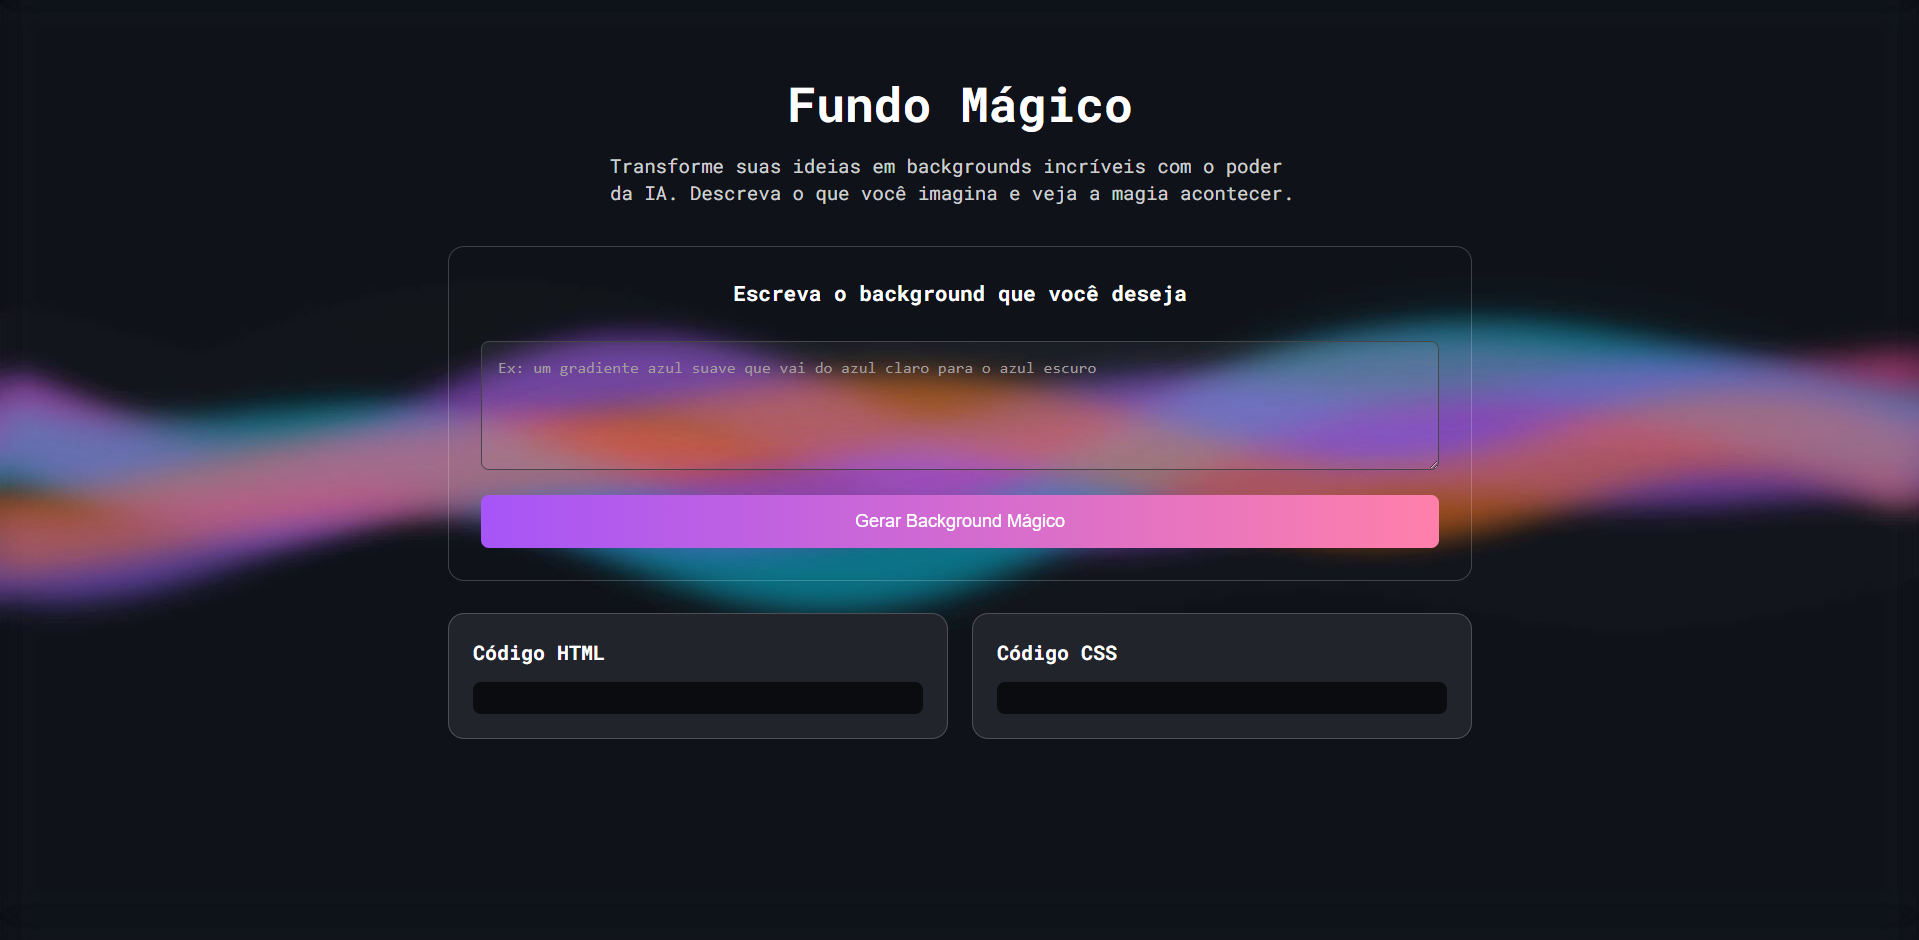 Fundo Mágico
Transforme suas ideias em backgrounds incríveis com o poder
da IA. Descreva o que você imagina e veja a magia acontecer.
Escreva o background que você deseja
Ex: um gradiente azul suave que vai do azul claro para o azul escuro
Gerar Background Mágico
Código HTML
Código CSS